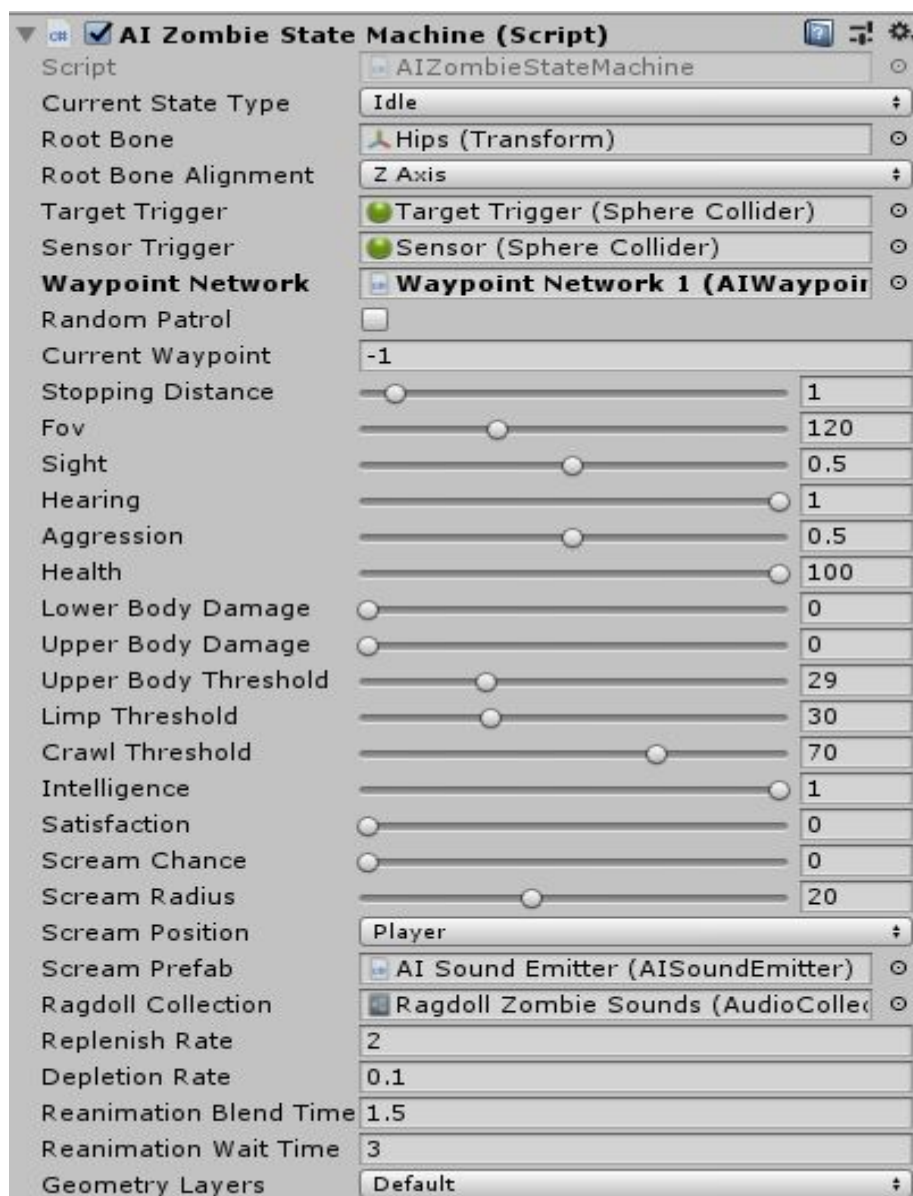 AI Zombie State Machine (Script)
Script AIZombieStateMachine
Current State Type Idle
Root Bone Hips (Transform)
Root Bone Alignment Z Axis
Target Trigger Target Trigger (Sphere Collider)
Sensor Trigger Sensor (Sphere Collider)
Waypoint Network Waypoint Network 1 (AIWaypoin
Random Patrol
Current Waypoint -1
Stopping Distance 1
Fov 120
Sight 0.5
Hearing 1
Aggression 0.5
Health 100
Lower Body Damage 0
Upper Body Damage 0
Upper Body Threshold 29
Limp Threshold 30
Crawl Threshold 70
Intelligence 1
Satisfaction 0
Scream Chance 0
Scream Radius 20
Scream Position Player
Scream Prefab AI Sound Emitter (AISoundEmitter)
Ragdoll Collection Ragdoll Zombie Sounds (AudioCollec
Replenish Rate 2
Depletion Rate 0.1
Reanimation Blend Time 1.5
Reanimation Wait Time 3
Geometry Layers Default